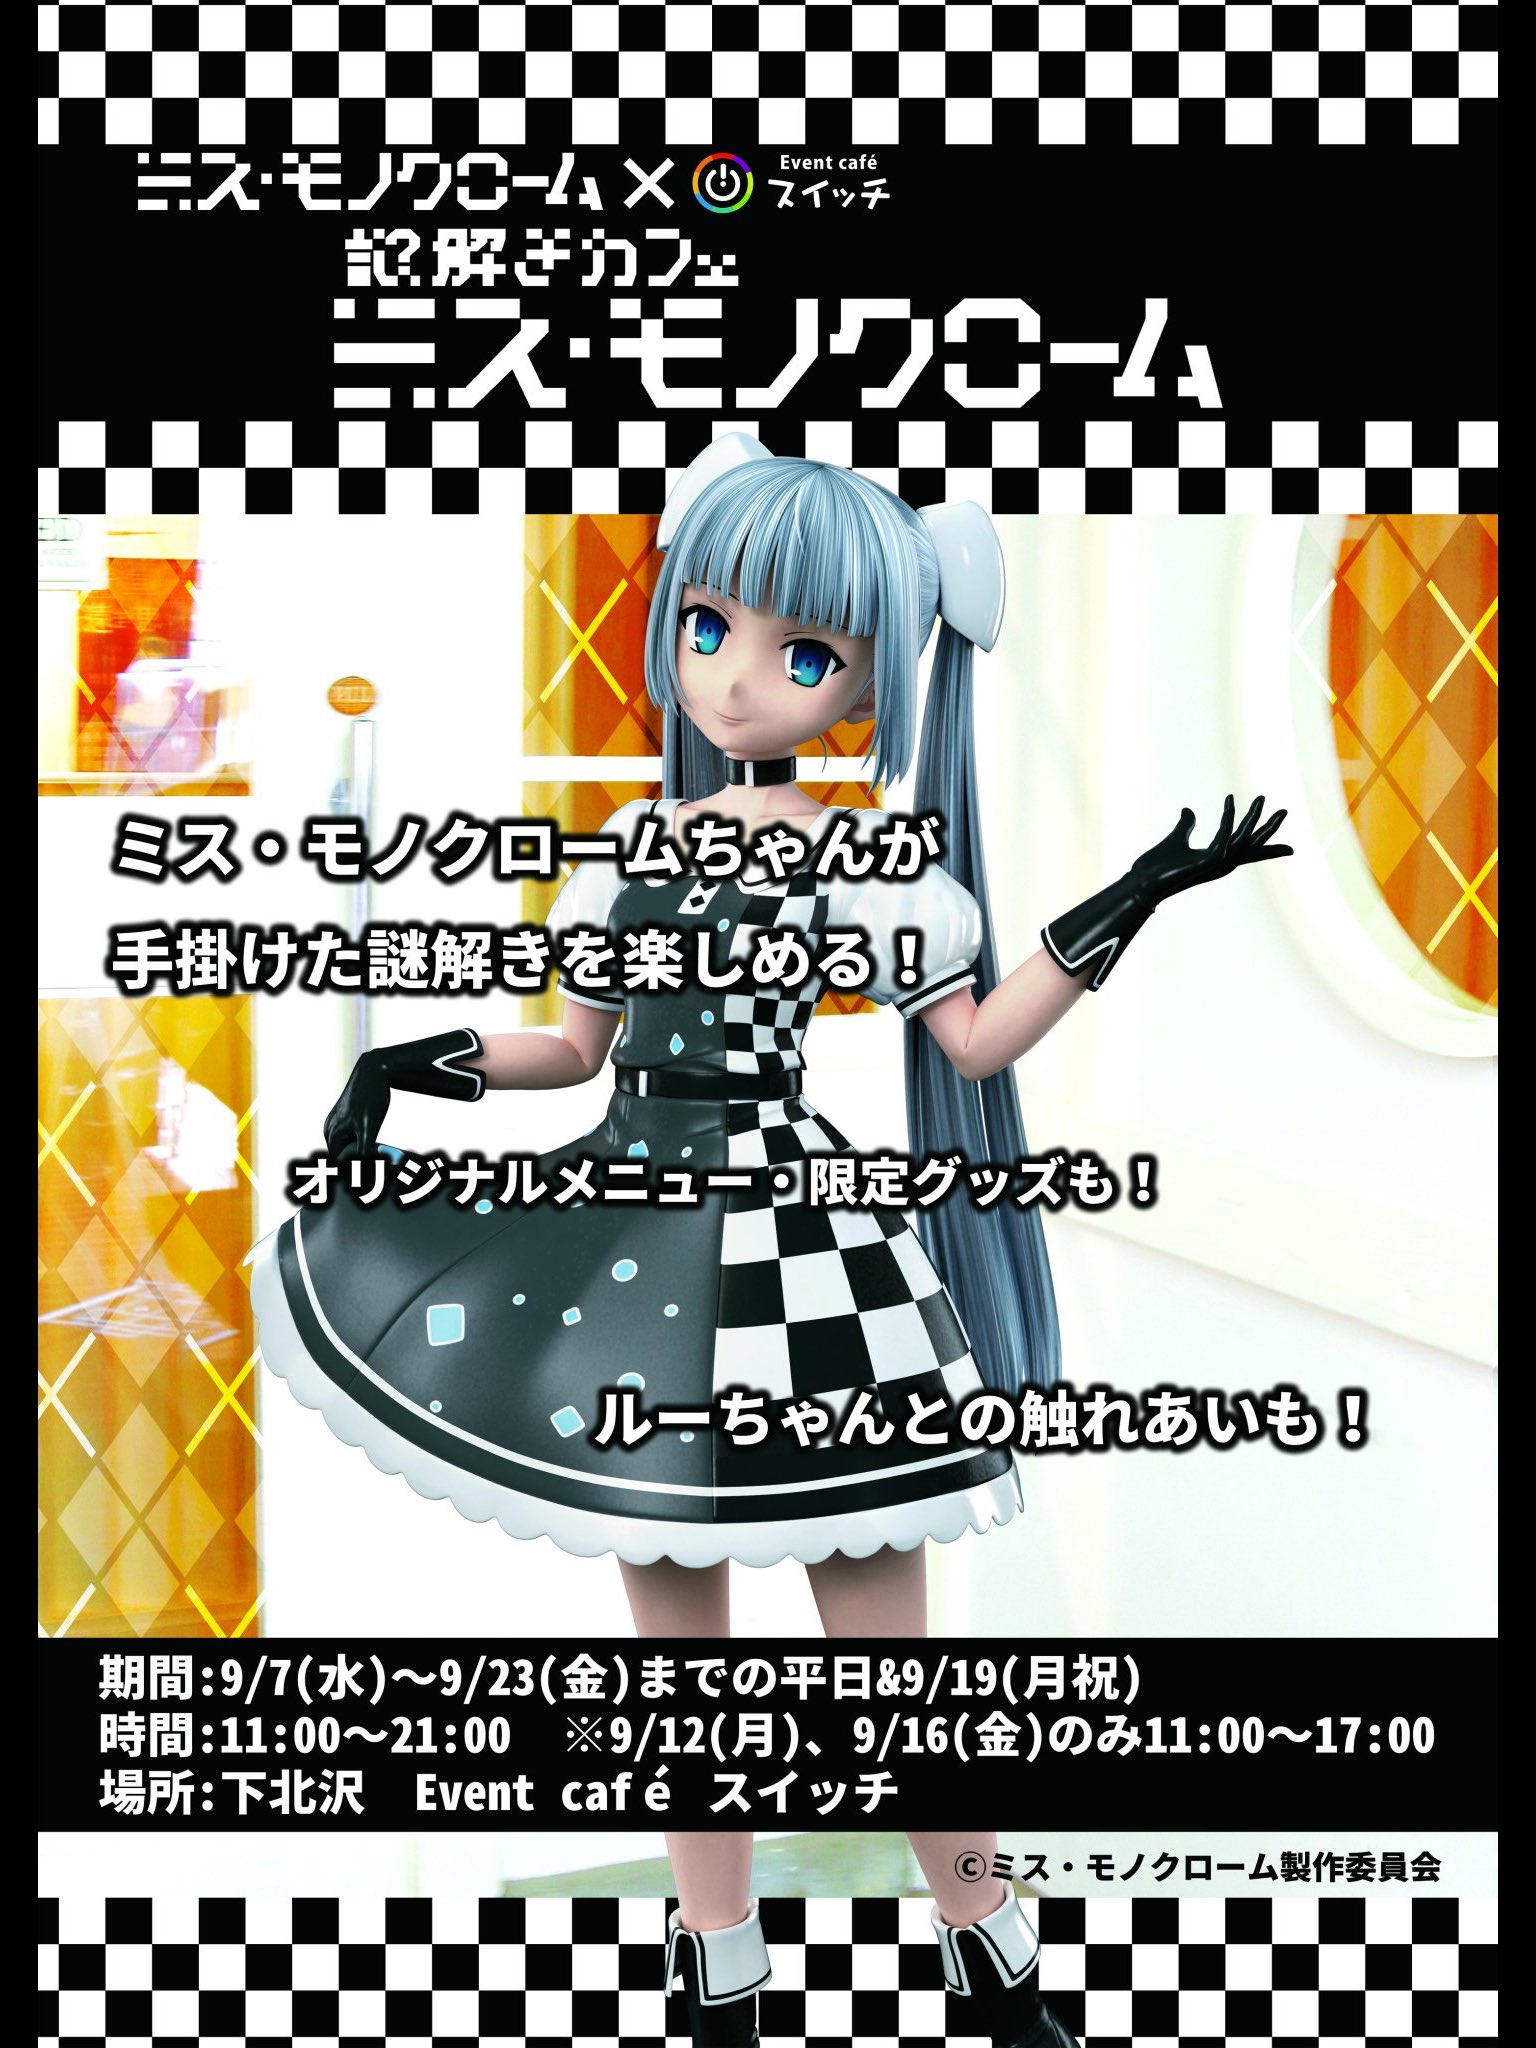 ミス・モノクローム×Event café スイッチ
謎解きカフェ
ミス・モノクローム
ミス・モノクロームちゃんが
手掛けた謎解きを楽しめる！
オリジナルメニュー・限定グッズも！
ルーちゃんとの触れあいも！
期間:9/7(水)～9/23(金)までの平日&9/19(月祝)
時間:11:00～21:00　※9/12(月)、9/16(金)のみ11:00～17:00
場所:下北沢　Event café スイッチ
©ミス・モノクローム製作委員会